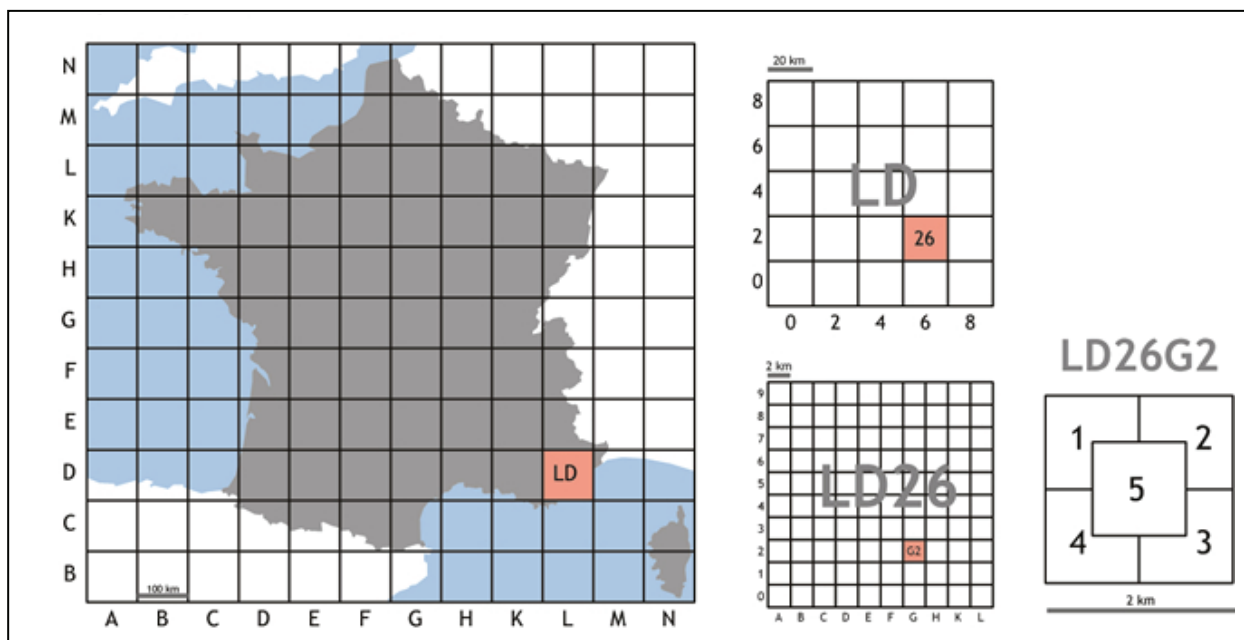 N
M
L
K
H
G
F
E
D
C
B
LD
100 km
A B C D E F G H K L M N
20 km
8
6
4
2
0
LD
26
0 2 4 6 8
2 km
9
8
7
6
5
4
3
2
1
0
LD26
G2
A B C D E F G H K L
LD26G2
1 2
5
4 3
2 km